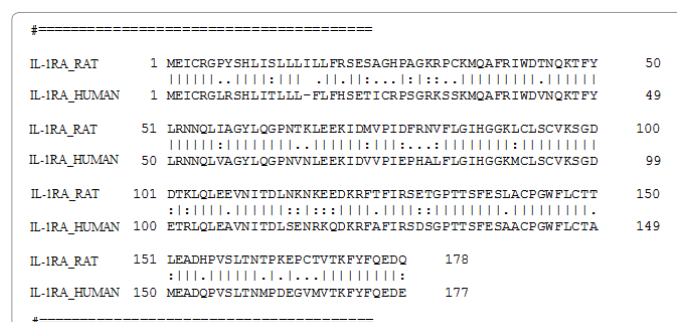 #=======================================
IL-1RA_RAT 1 MEICRGPYSHLISLLLILLFRSESAGHPAGKRPCKMQAFRIWDTNQKTFY 50
||||||..||||:||| .||.||:...|:|::..|||||||||.||||||
IL-1RA_HUMAN 1 MEICRGLRSHLITLLL-FLFHSETICRPSGRKSSKMQAFRIWDVNQKTFY 49
IL-1RA_RAT 51 LRNNQLIAGYLQGPNTKLEEKIDMVPIDFRNVFLGIHGGKLCLSCVKSGD 100
||||||:||||||||..||||||.|||:...:||||||||:|||||||||
IL-1RA_HUMAN 50 LRNNQLVAGYLQGPNVNLEEKIDVVPIEPHALFLGIHGGKMCLSCVKSGD 99
IL-1RA_RAT 101 DTKLQLEEVNITDLNKNKEEDKRFTFIRSETGPTTSFESLACPGWFLCTT 150
:|:||||.||||||::|:::||||.||||::||||||||.|||||||||.
IL-1RA_HUMAN 100 ETRLQLEAVNITDLSENRKQDKRFAFIRSDSGPTTSFESAACPGWFLCTA 149
IL-1RA_RAT 151 LEADHPVSLTNTPKEPCTVTKFYFQEDQ 178
:|||.||||||.|.|...|||||||||:
IL-1RA_HUMAN 150 MEADQPVSLTNMPDEGVMVTKFYFQEDE 177
#=======================================